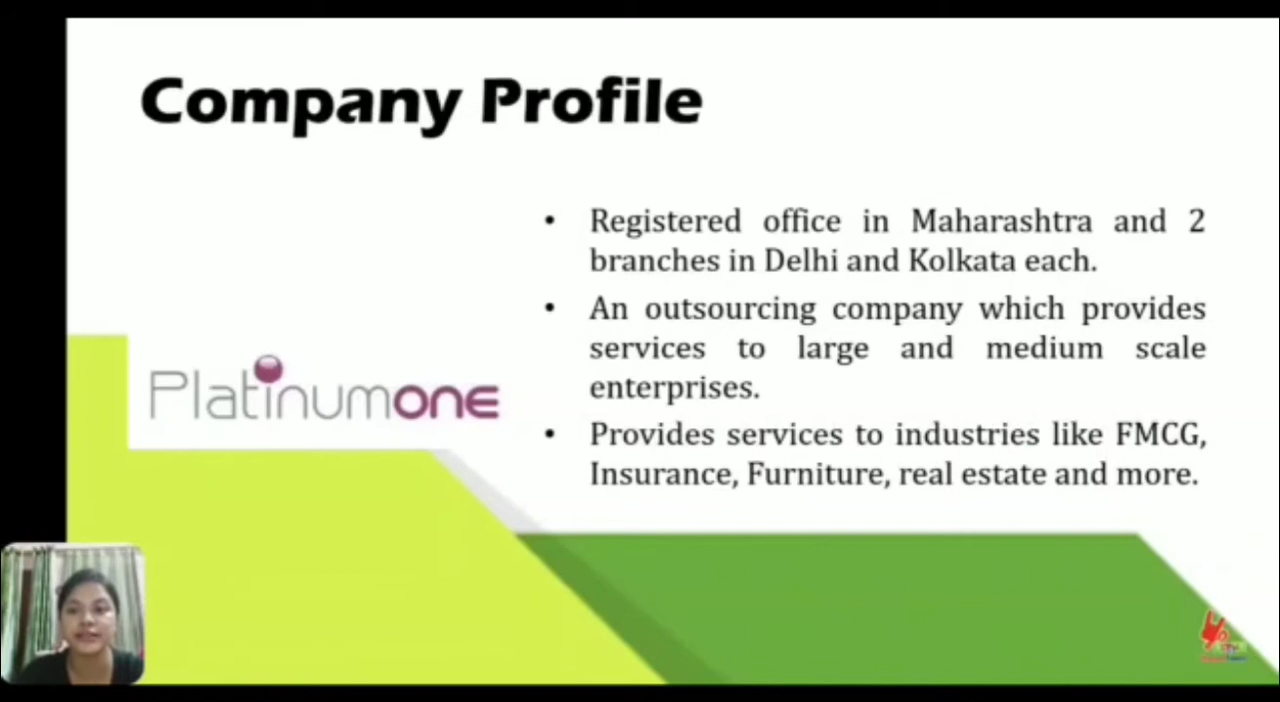 Company Profile
• Registered office in Maharashtra and 2
branches in Delhi and Kolkata each.
• An outsourcing company which provides
services to large and medium scale
enterprises.
• Provides services to industries like FMCG,
Insurance, Furniture, real estate and more.
Platinumone